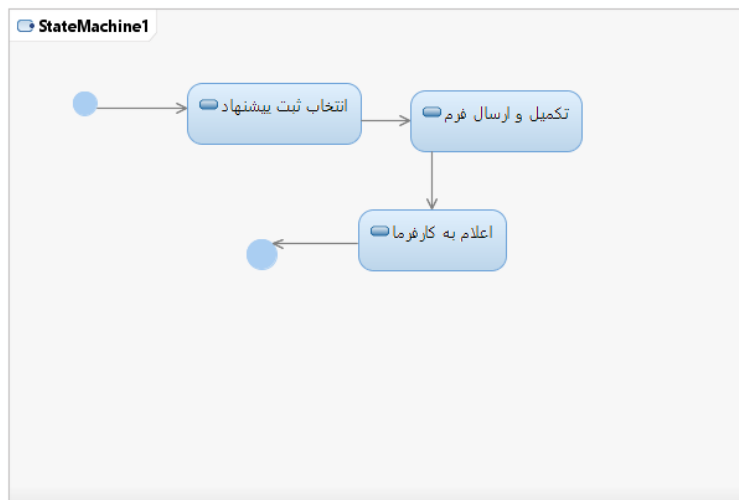 StateMachine1
انتخاب ثبت پیشنهاد
تکمیل و ارسال فرم
اعلام به کارفرما